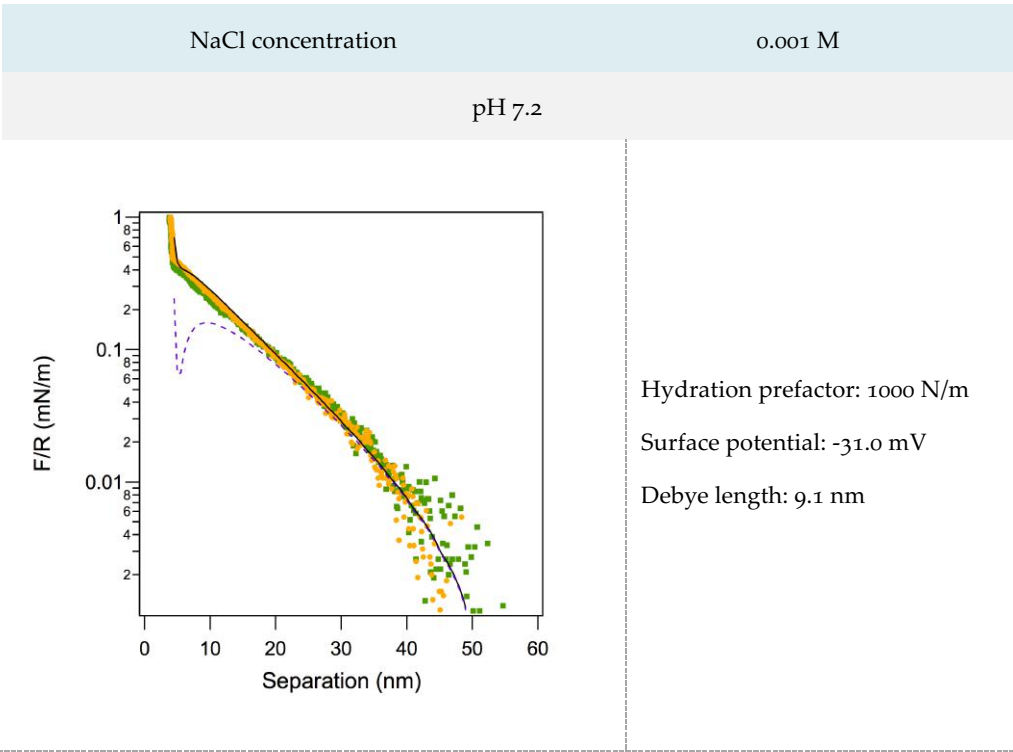 NaCl concentration 0.001 M
pH 7.2
1
8
6
4
2
0.1
8
6
4
2
0.01
8
6
4
2
F/R (mN/m)
0 10 20 30 40 50 60
Separation (nm)
Hydration prefactor: 1000 N/m
Surface potential: -31.0 mV
Debye length: 9.1 nm